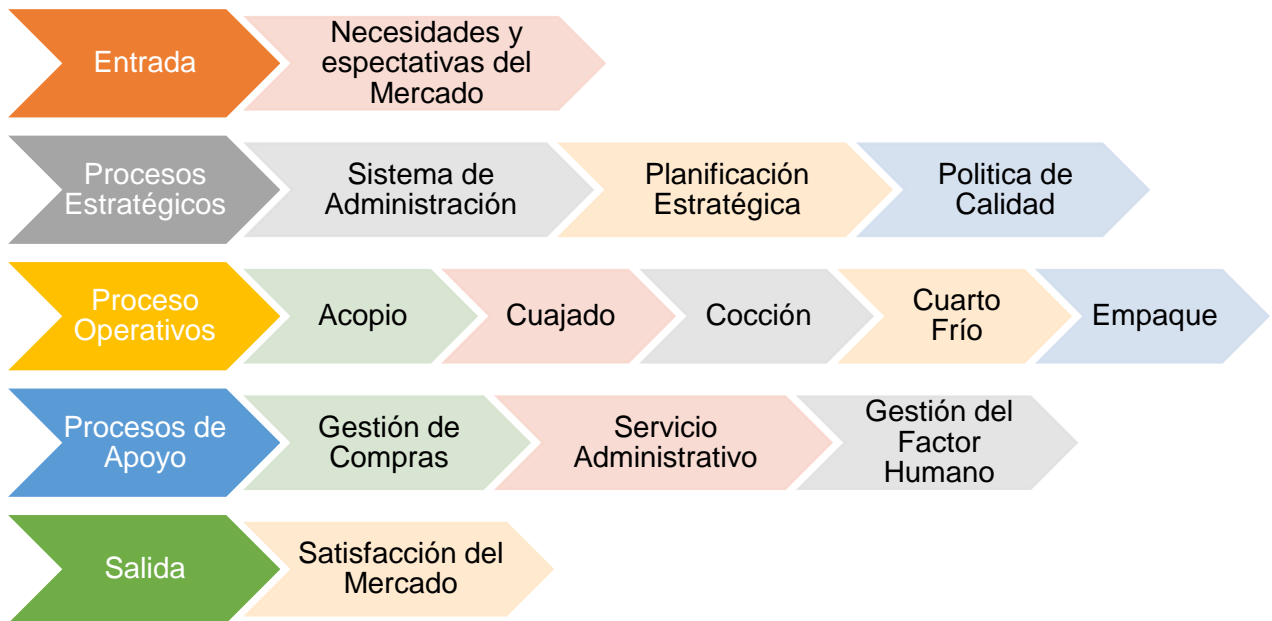 Entrada
Necesidades y
espectativas del
Mercado
Procesos
Estratégicos
Sistema de
Administración
Planificación
Estratégica
Politica de
Calidad
Proceso
Operativos
Acopio
Cuajado
Cocción
Cuarto
Frío
Empaque
Procesos de
Apoyo
Gestión de
Compras
Servicio
Administrativo
Gestión del
Factor
Humano
Salida
Satisfacción del
Mercado